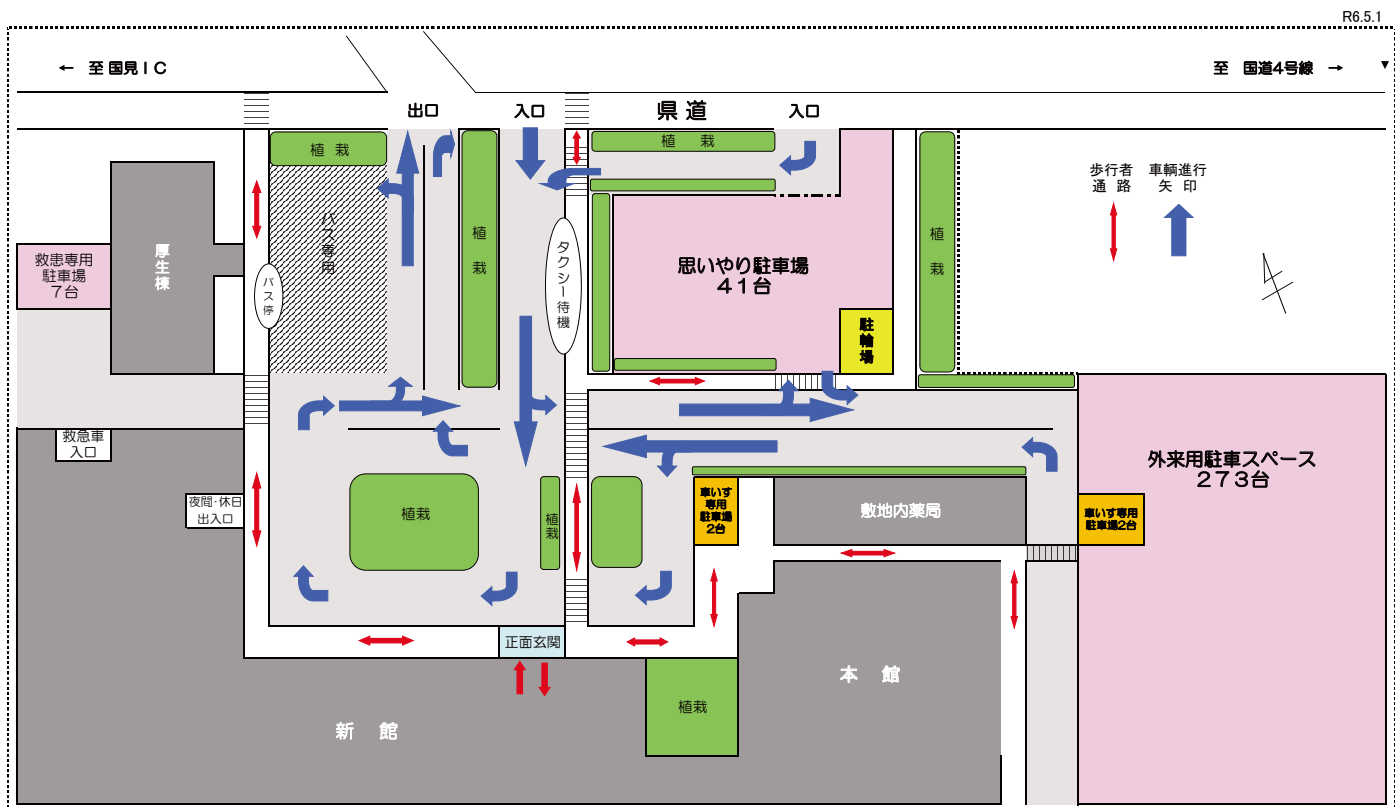 R6.5.1
← 至 国見ＩＣ
至 国道4号線 →
出口
入口
県 道
入口
植 栽
植 栽
歩行者
通 路
車輌進行
矢 印
バス専用
植 栽
タクシー待機
植 栽
厚生棟
救患専用
駐車場
７台
バス停
思いやり駐車場
４１台
駐輪場
救急車
入口
外来用駐車スペース
２７３台
夜間・休日
出入口
植栽
植栽
車いす
専用
駐車場
2台
敷地内薬局
車いす専用
駐車場2台
正面玄関
本 館
植栽
新 館